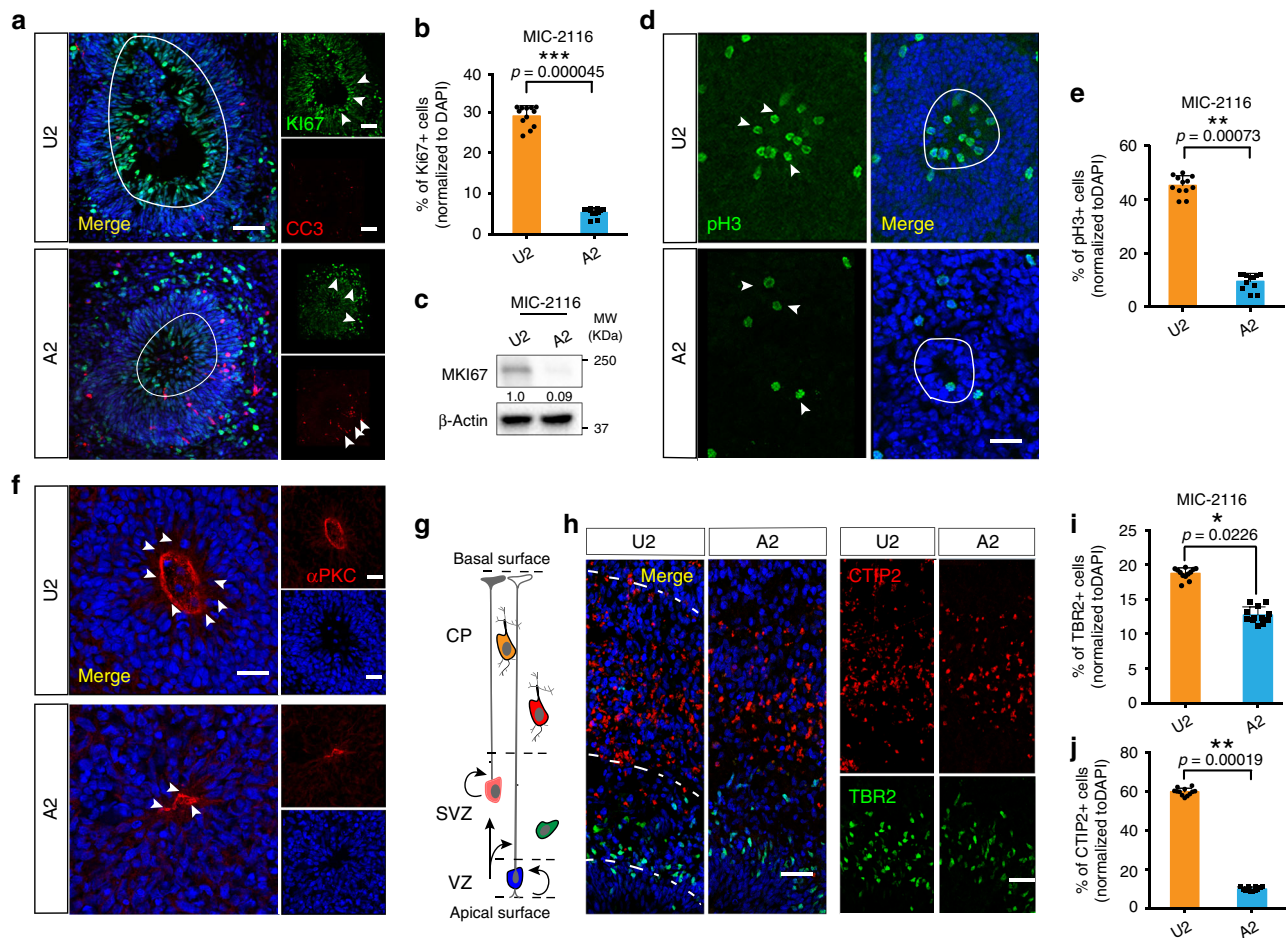 a
U2
KI67
CC3
Merge
A2
b
MIC-2116
***
p = 0.000045
% of Ki67+ cells
(normalized to DAPI)
40
30
20
10
0
U2
A2
c
MIC-2116
U2
A2
MW
(KDa)
MKI67
250
1.0
0.09
β-Actin
37
d
U2
pH3
Merge
A2
e
MIC-2116
**
p = 0.00073
% of pH3+ cells
(normalized toDAPI)
60
40
20
0
U2
A2
f
U2
Merge
αPKC
A2
g
Basal surface
CP
SVZ
VZ
Apical surface
h
U2
A2
Merge
U2
A2
CTIP2
TBR2
i
MIC-2116
*
p = 0.0226
% of TBR2+ cells
(normalized toDAPI)
25
20
15
10
5
0
U2
A2
j
**
p = 0.00019
% of CTIP2+ cells
(normalized toDAPI)
80
60
40
20
0
U2
A2